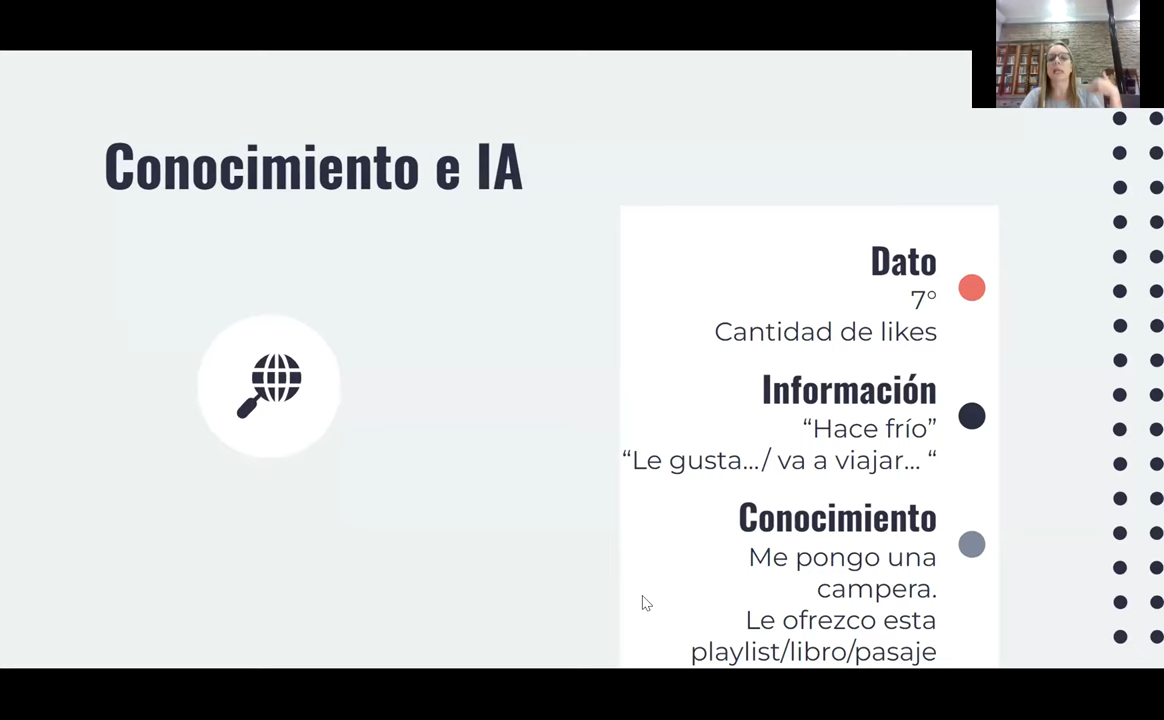 Conocimiento e IA
Dato
7°
Cantidad de likes
Información
“Hace frío”
“Le gusta.../ va a viajar... “
Conocimiento
Me pongo una
campera.
Le ofrezco esta
playlist/libro/pasaje